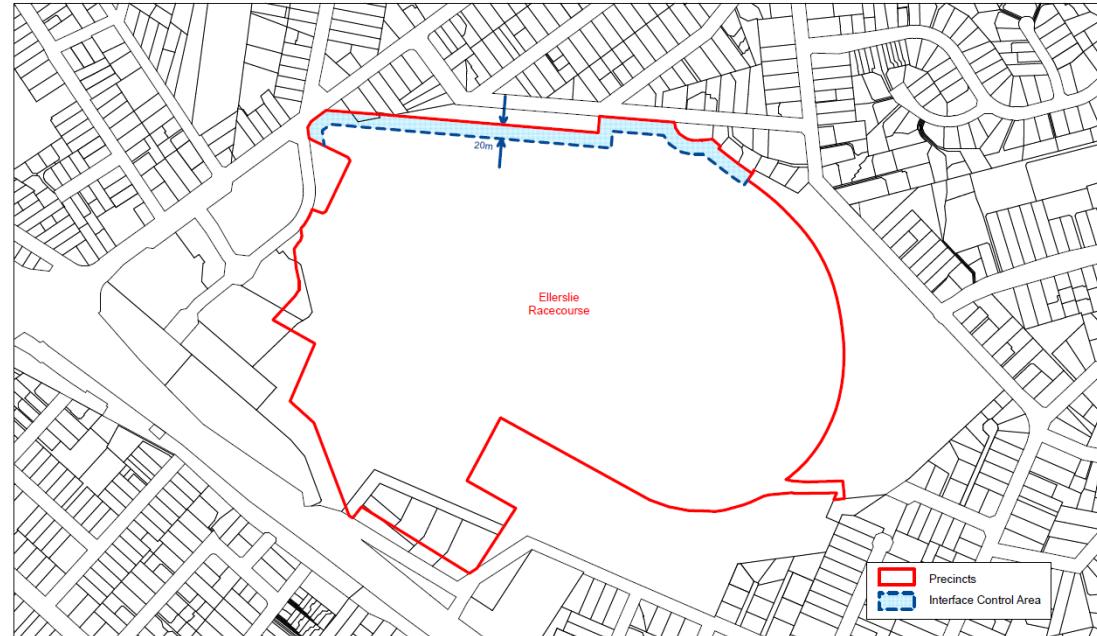 20m
Ellerslie
Racecourse
Precincts
Interface Control Area